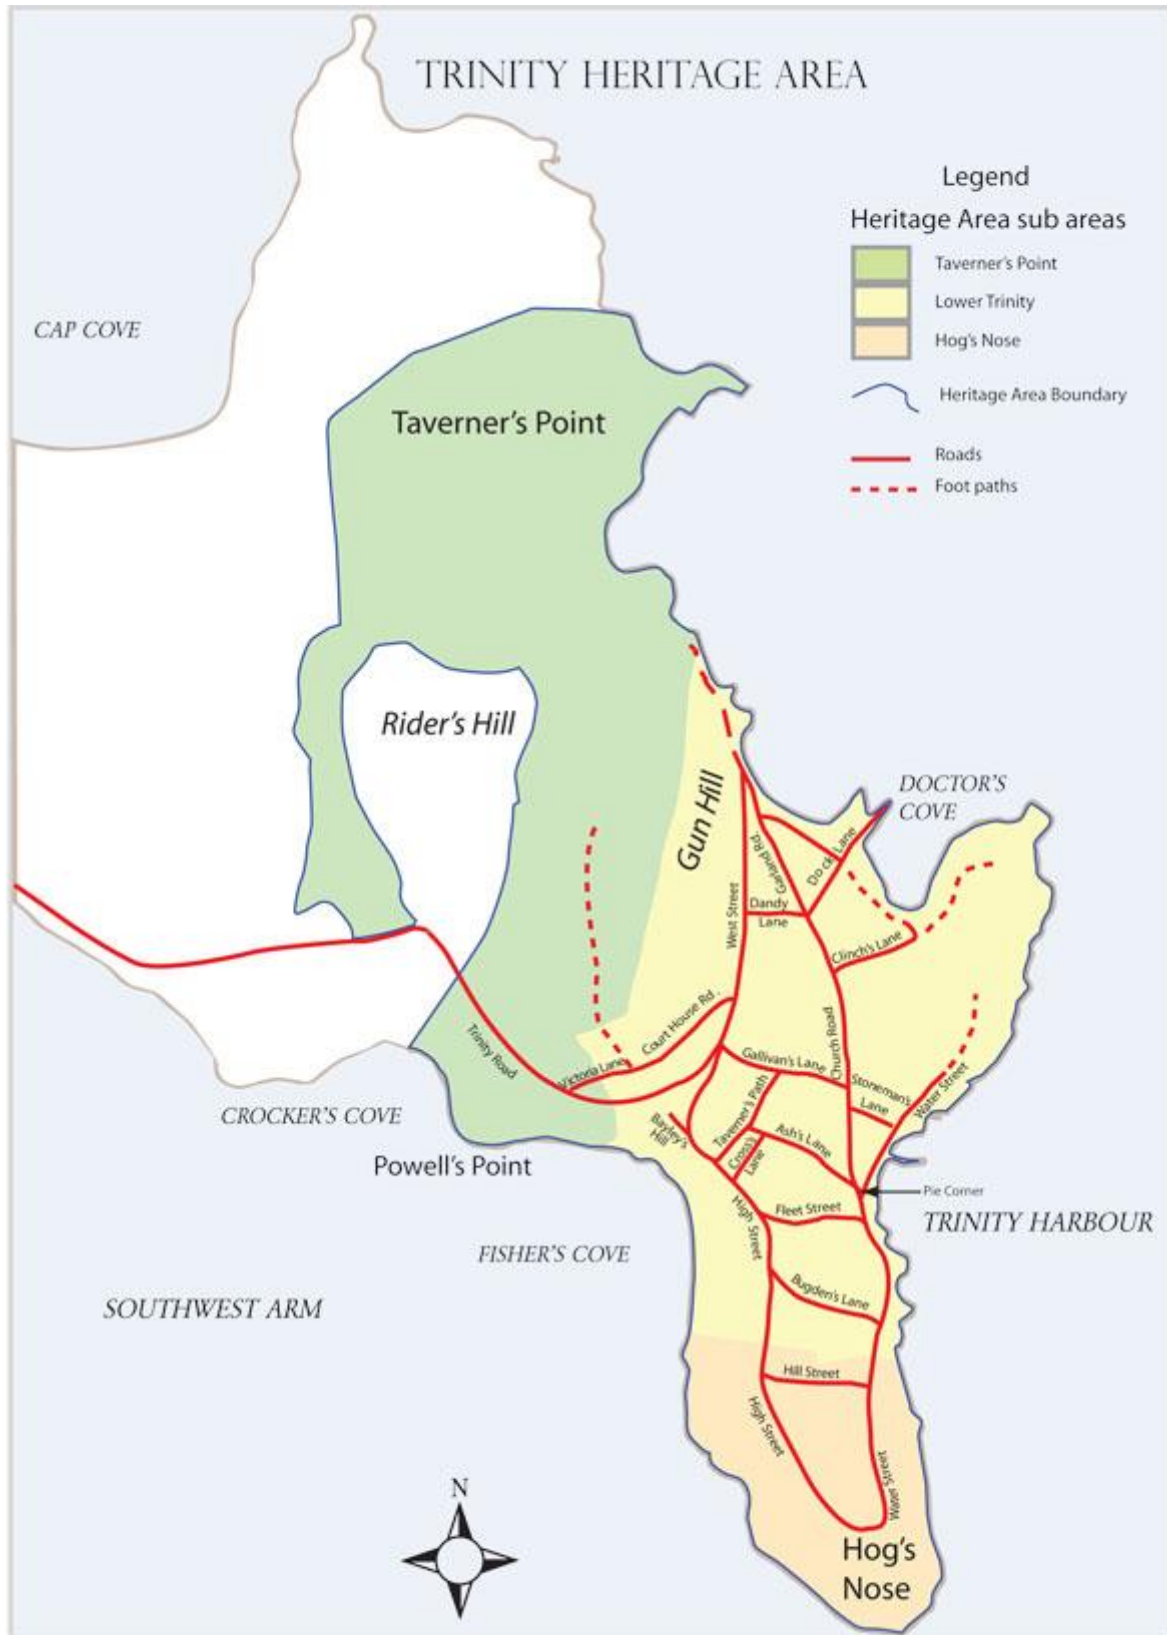 TRINITY HERITAGE AREA
Legend
Heritage Area sub areas
Taverner's Point
Lower Trinity
Hog's Nose
Heritage Area Boundary
Roads
Foot paths
CAP COVE
Taverner's Point
Rider's Hill
Gun Hill
DOCTOR'S
COVE
Garland Rd.
Dock Lane
West Street
Dandy
Lane
Clinch's Lane
Court House Rd.
Church Road
Trinity Road
Victoria Lane
Gallivan's Lane
Stoneman's
Lane
Water Street
Taverner's Path
CROCKER'S COVE
Bayley's
Hill
Cross's
Lane
Ash's Lane
Powell's Point
Pie Corner
High Street
Fleet Street
TRINITY HARBOUR
FISHER'S COVE
Bugden's Lane
SOUTHWEST ARM
Hill Street
High Street
Water Street
N
Hog's
Nose